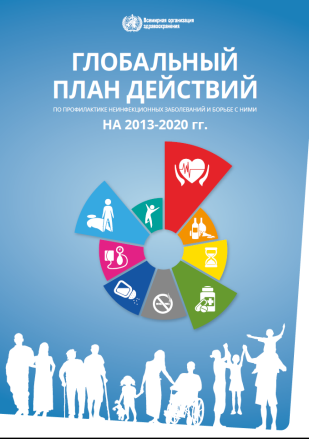 Всемирная организация
здравоохранения
ГЛОБАЛЬНЫЙ
ПЛАН ДЕЙСТВИЙ
ПО ПРОФИЛАКТИКЕ НЕИНФЕКЦИОННЫХ ЗАБОЛЕВАНИЙ И БОРЬБЕ С НИМИ
НА 2013-2020 гг.